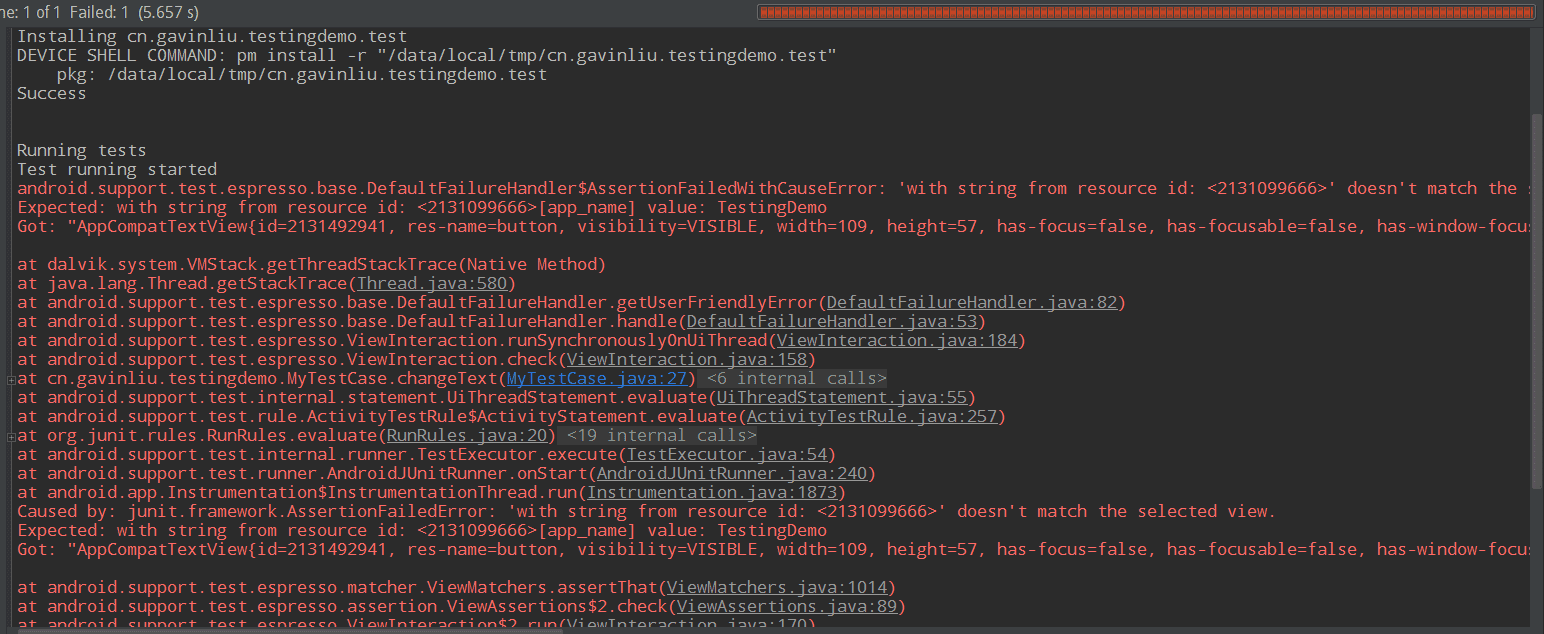 ne: 1 of 1 Failed: 1 (5.657 s)
Installing cn.gavinliu.testingdemo.test
DEVICE SHELL COMMAND: pm install -r "/data/local/tmp/cn.gavinliu.testingdemo.test"
pkg: /data/local/tmp/cn.gavinliu.testingdemo.test
Success
Running tests
Test running started
android.support.test.espresso.base.DefaultFailureHandler$AssertionFailedWithCauseError: 'with string from resource id: <2131099666>' doesn't match the
Expected: with string from resource id: <2131099666>[app_name] value: TestingDemo
Got: "AppCompatTextView{id=2131492941, res-name=button, visibility=VISIBLE, width=109, height=57, has-focus=false, has-focusable=false, has-window-focus
at dalvik.system.VMStack.getThreadStackTrace(Native Method)
at java.lang.Thread.getStackTrace(Thread.java:580)
at android.support.test.espresso.base.DefaultFailureHandler.getUserFriendlyError(DefaultFailureHandler.java:82)
at android.support.test.espresso.base.DefaultFailureHandler.handle(DefaultFailureHandler.java:53)
at android.support.test.espresso.ViewInteraction.runSynchronouslyOnUiThread(ViewInteraction.java:184)
at android.support.test.espresso.ViewInteraction.check(ViewInteraction.java:158)
at cn.gavinliu.testingdemo.MyTestCase.changeText(MyTestCase.java:27) <6 internal calls>
at android.support.test.internal.statement.UiThreadStatement.evaluate(UiThreadStatement.java:55)
at android.support.test.rule.ActivityTestRule$ActivityStatement.evaluate(ActivityTestRule.java:257)
at org.junit.rules.RunRules.evaluate(RunRules.java:20) <19 internal calls>
at android.support.test.internal.runner.TestExecutor.execute(TestExecutor.java:54)
at android.support.test.runner.AndroidJUnitRunner.onStart(AndroidJUnitRunner.java:240)
at android.app.Instrumentation$InstrumentationThread.run(Instrumentation.java:1873)
Caused by: junit.framework.AssertionFailedError: 'with string from resource id: <2131099666>' doesn't match the selected view.
Expected: with string from resource id: <2131099666>[app_name] value: TestingDemo
Got: "AppCompatTextView{id=2131492941, res-name=button, visibility=VISIBLE, width=109, height=57, has-focus=false, has-focusable=false, has-window-focus
at android.support.test.espresso.matcher.ViewMatchers.assertThat(ViewMatchers.java:1014)
at android.support.test.espresso.assertion.ViewAssertions$2.check(ViewAssertions.java:89)
at android.support.test.espresso.ViewInteraction$2.run(ViewInteraction.java:170)